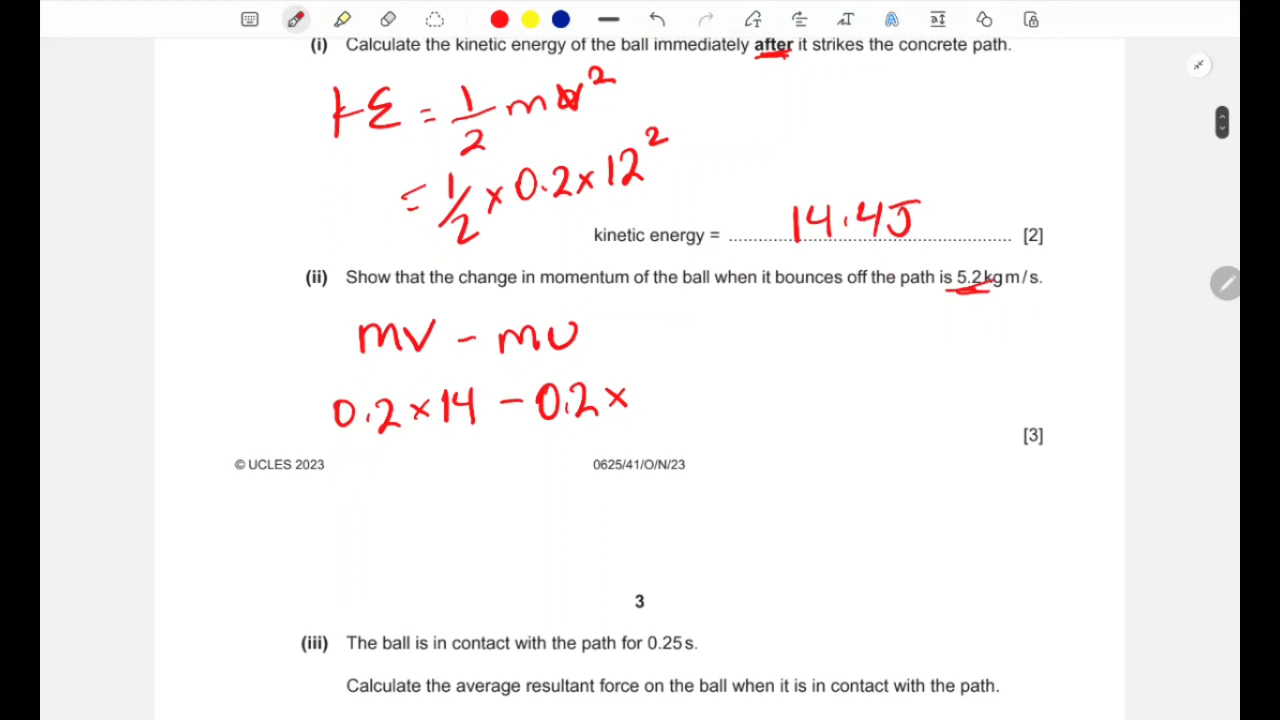 (i) Calculate the kinetic energy of the ball immediately after it strikes the concrete path.
KE = 1/2 mv²
= 1/2 × 0.2 × 12²
kinetic energy = ................ 14.4J ................ [2]
(ii) Show that the change in momentum of the ball when it bounces off the path is 5.2 kg m/s.
mv - mu
0.2 × 14 - 0.2 ×
[3]
© UCLES 2023 0625/41/O/N/23
3
(iii) The ball is in contact with the path for 0.25 s.
Calculate the average resultant force on the ball when it is in contact with the path.